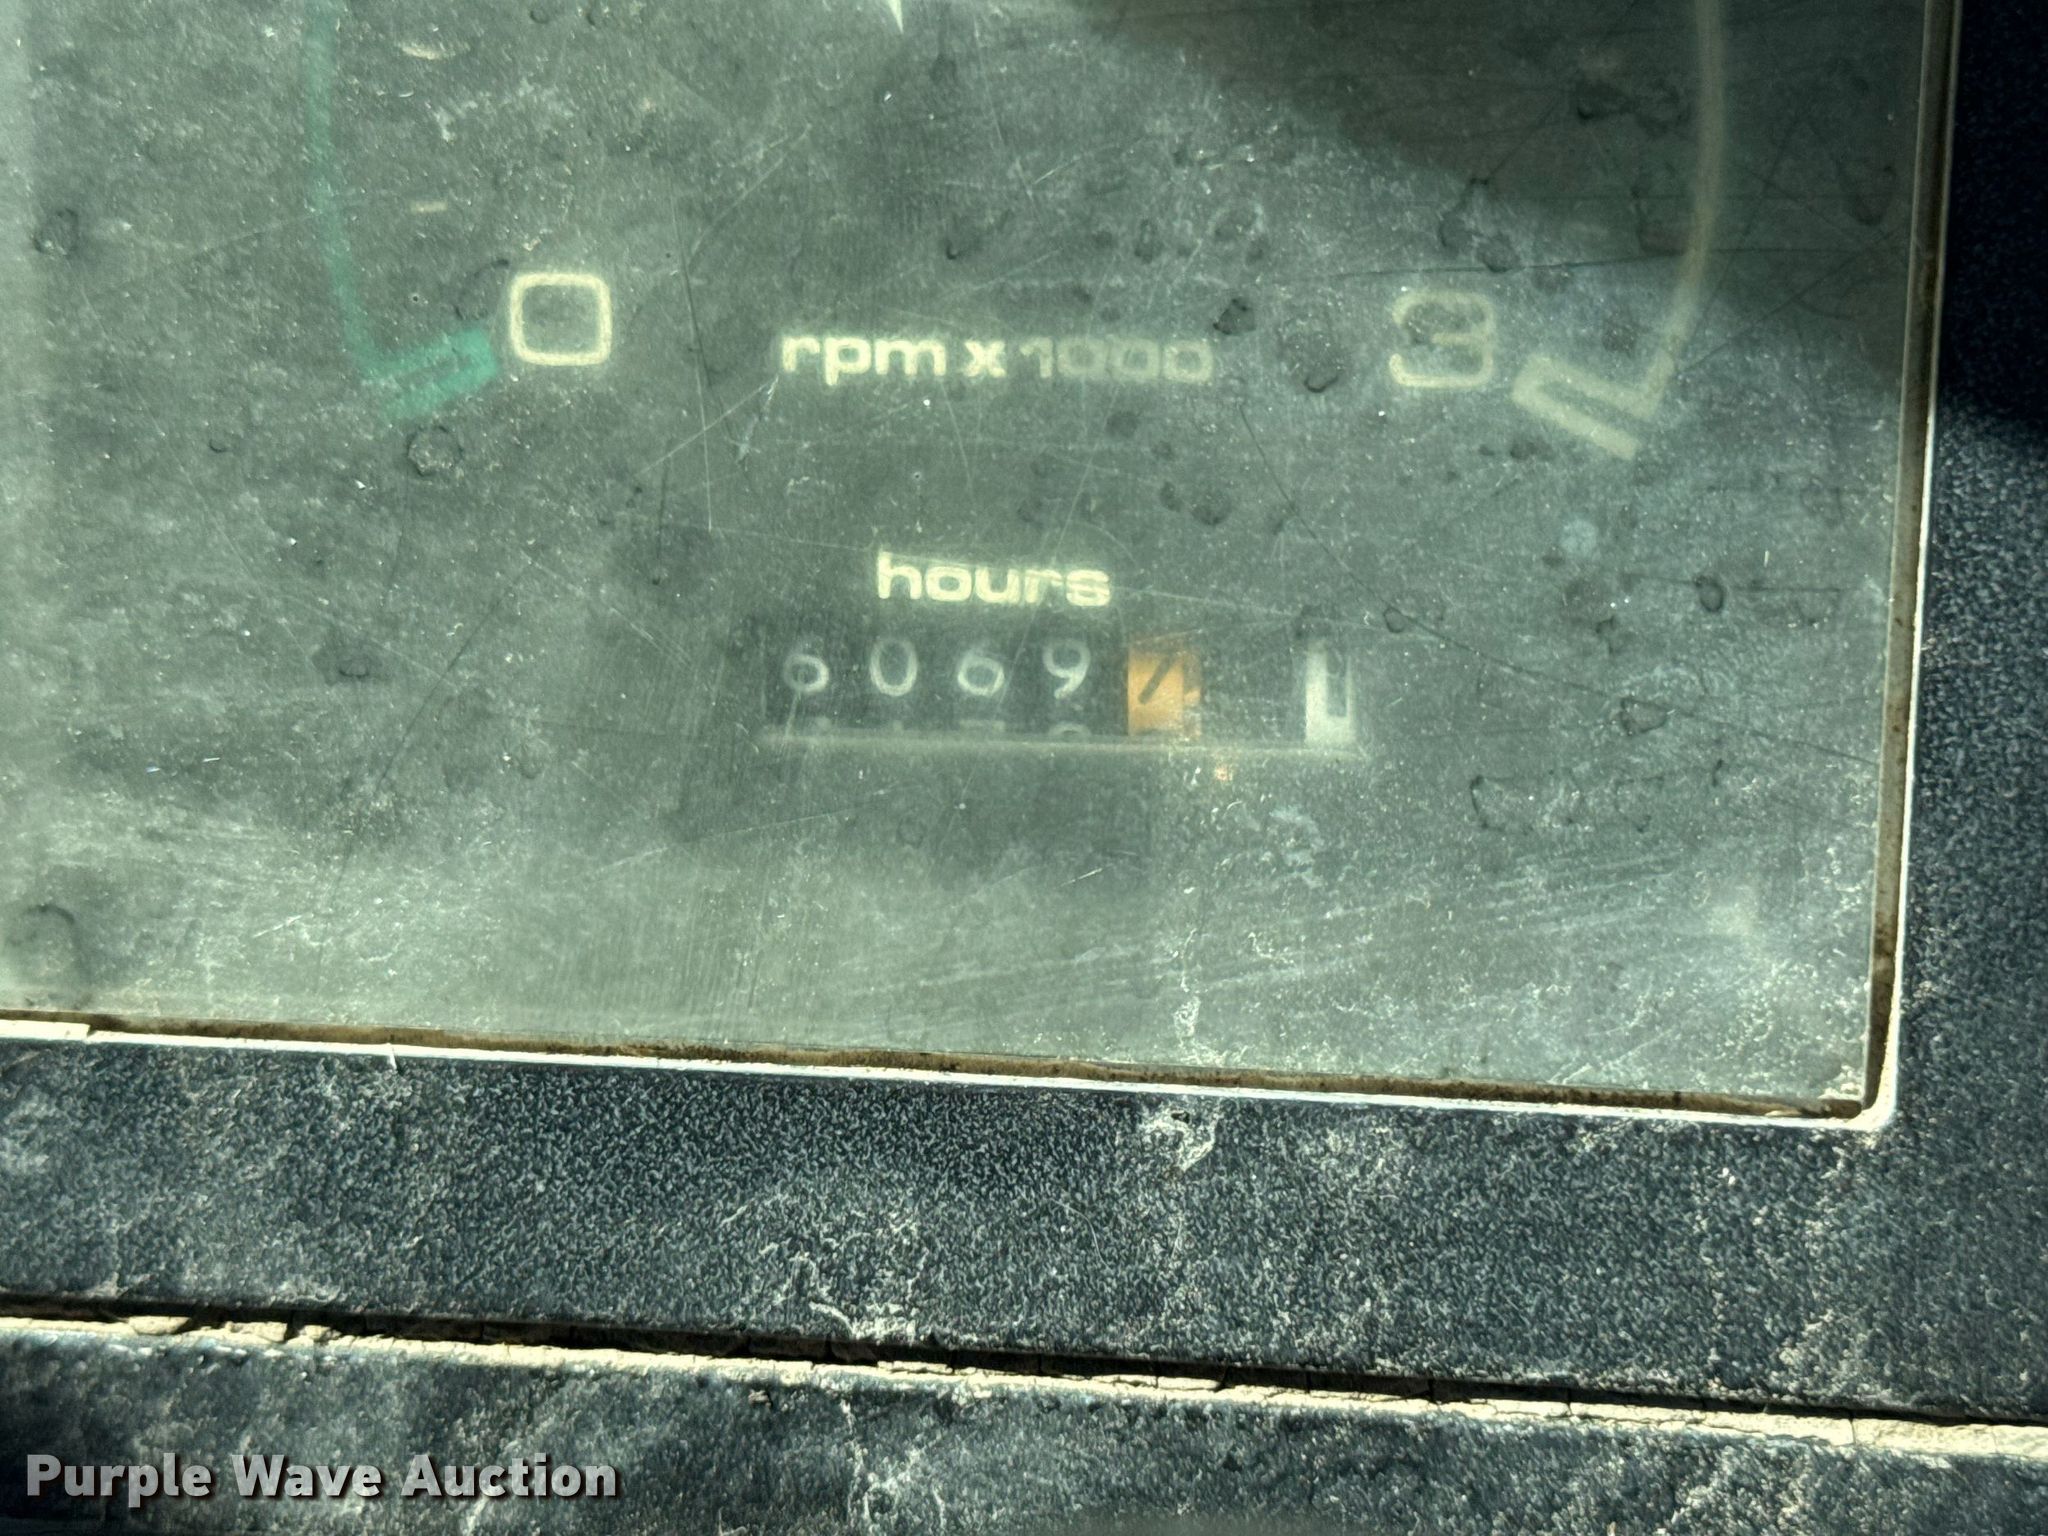 0 rpm x 1000 3
hours
6069
Purple Wave Auction